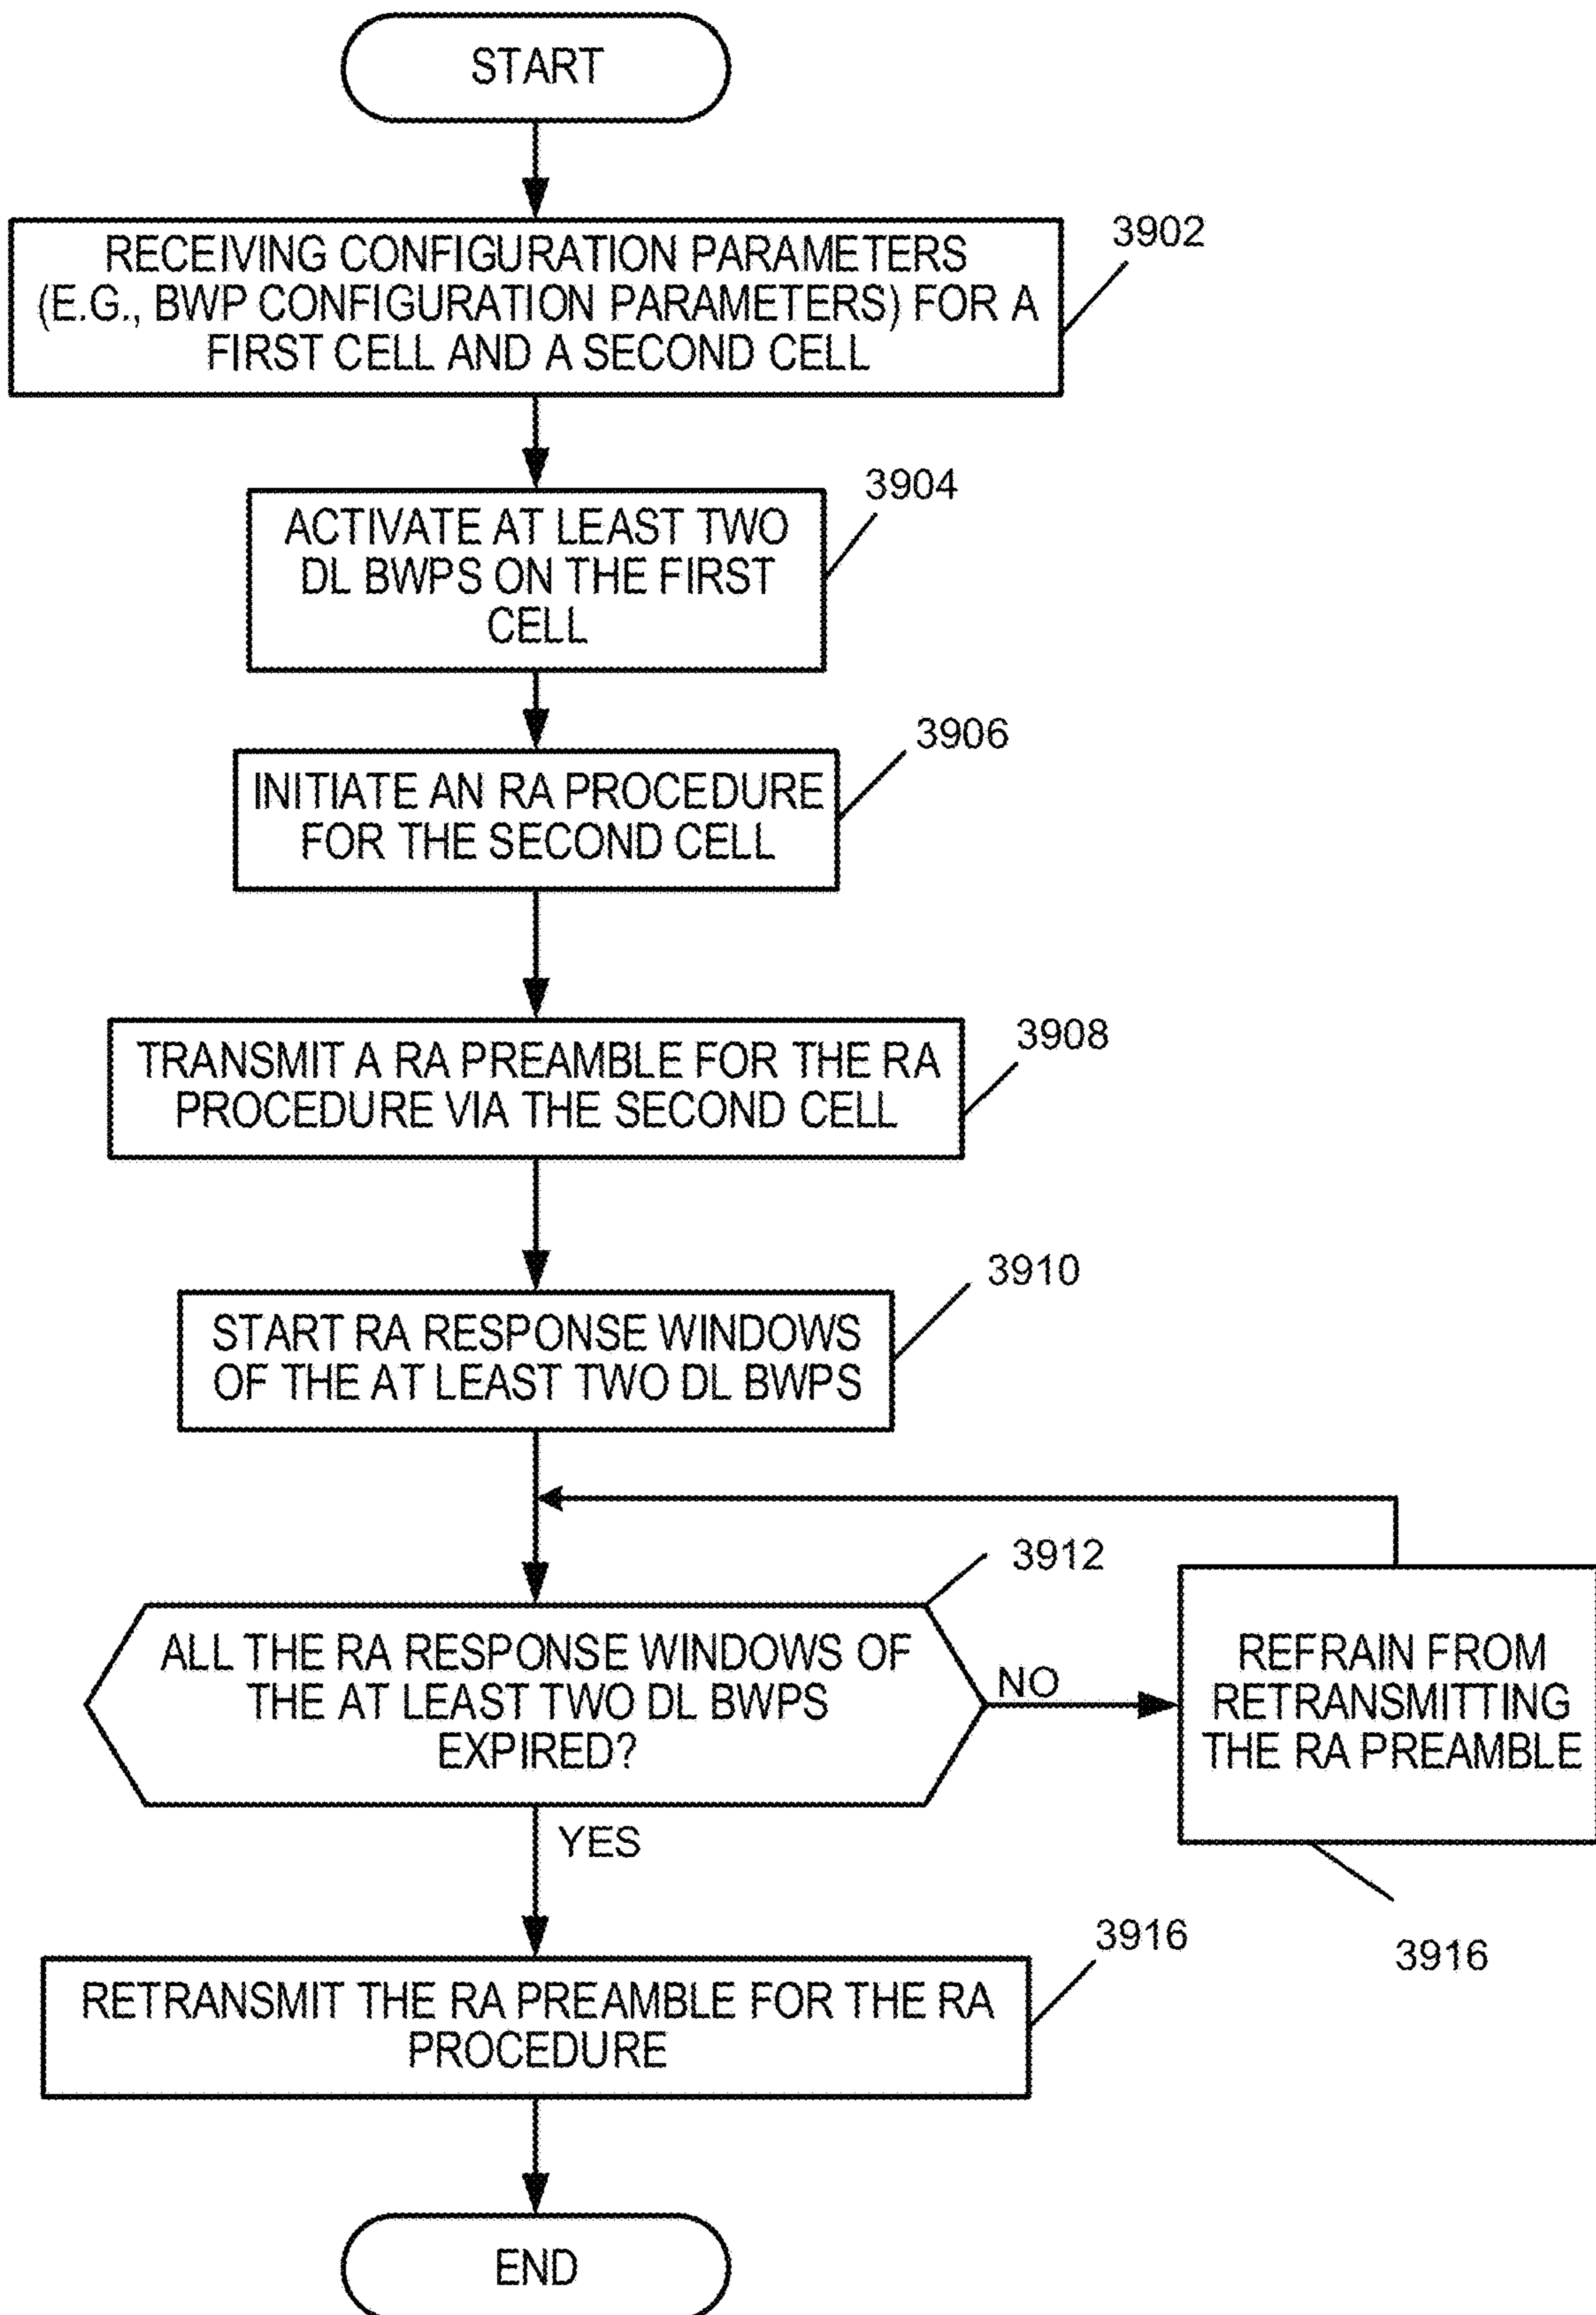 START
RECEIVING CONFIGURATION PARAMETERS
(E.G., BWP CONFIGURATION PARAMETERS) FOR A
FIRST CELL AND A SECOND CELL
3902
ACTIVATE AT LEAST TWO
DL BWPS ON THE FIRST
CELL
3904
INITIATE AN RA PROCEDURE
FOR THE SECOND CELL
3906
TRANSMIT A RA PREAMBLE FOR THE RA
PROCEDURE VIA THE SECOND CELL
3908
START RA RESPONSE WINDOWS
OF THE AT LEAST TWO DL BWPS
3910
ALL THE RA RESPONSE WINDOWS OF
THE AT LEAST TWO DL BWPS
EXPIRED?
3912
NO
REFRAIN FROM
RETRANSMITTING
THE RA PREAMBLE
3916
YES
RETRANSMIT THE RA PREAMBLE FOR THE RA
PROCEDURE
3916
END